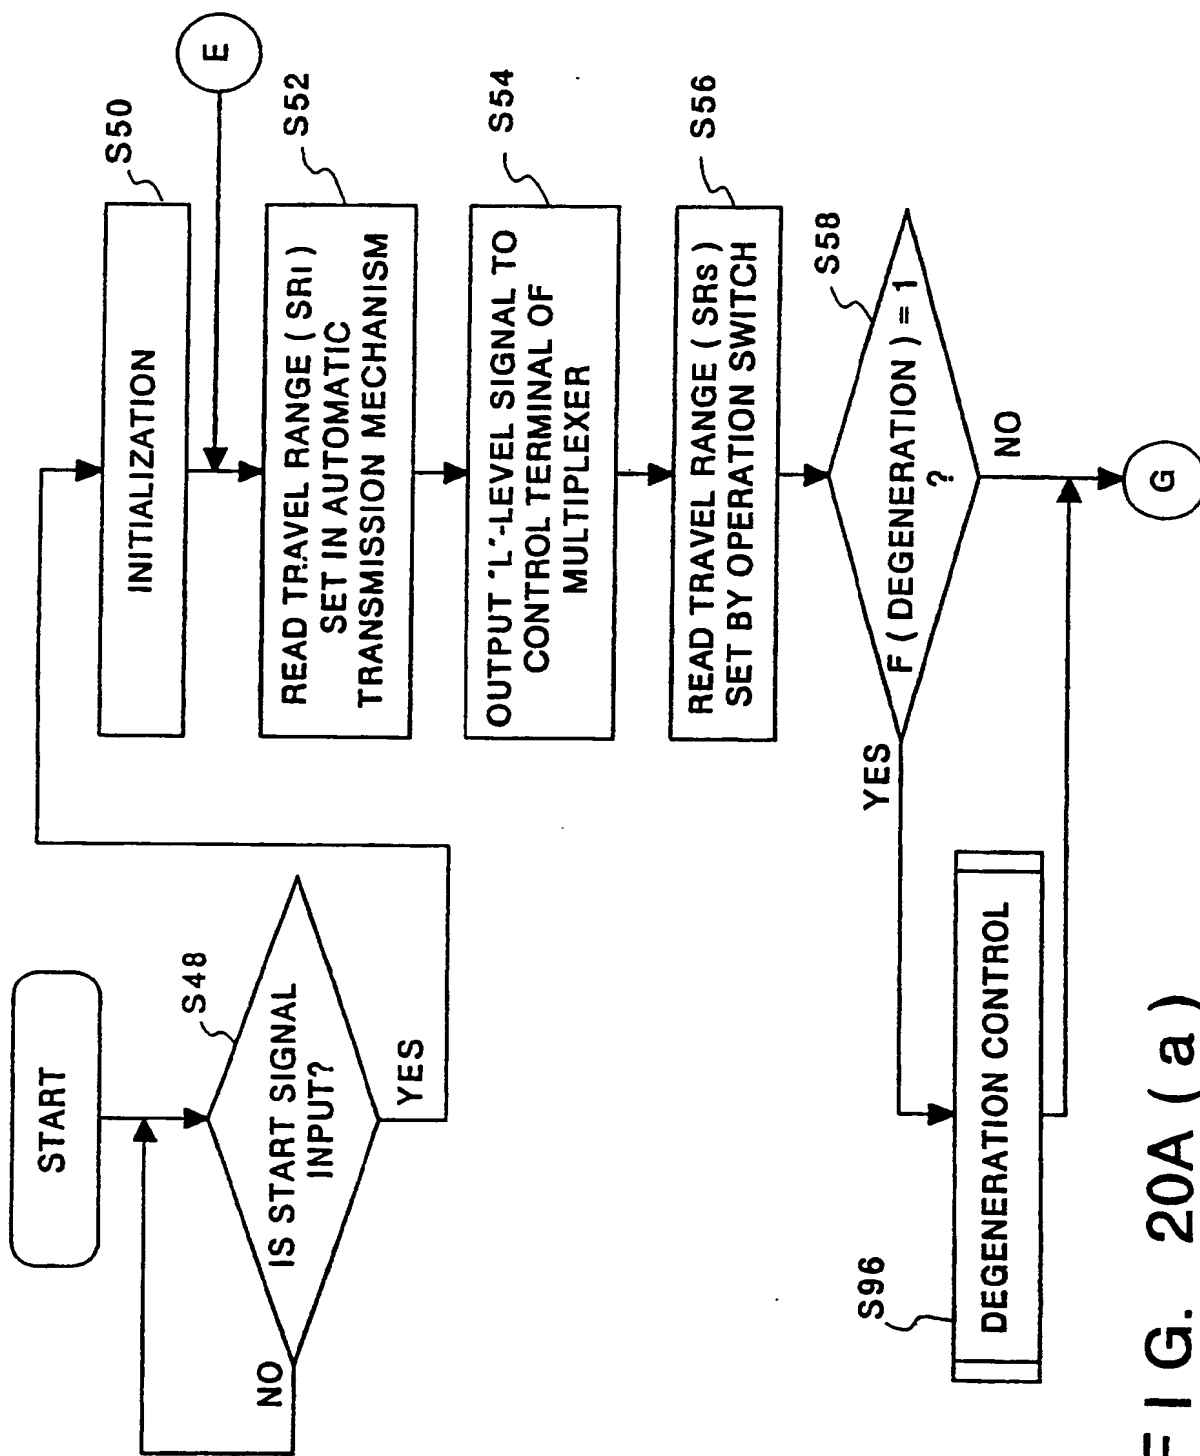 START
S48
IS START SIGNAL
INPUT?
NO
YES
S50
INITIALIZATION
E
S52
READ TRAVEL RANGE ( SRI )
SET IN AUTOMATIC
TRANSMISSION MECHANISM
S54
OUTPUT "L"-LEVEL SIGNAL TO
CONTROL TERMINAL OF
MULTIPLEXER
S56
READ TRAVEL RANGE ( SRs )
SET BY OPERATION SWITCH
S58
F ( DEGENERATION ) = 1
?
YES
NO
S96
DEGENERATION CONTROL
G
FIG. 20A ( a )